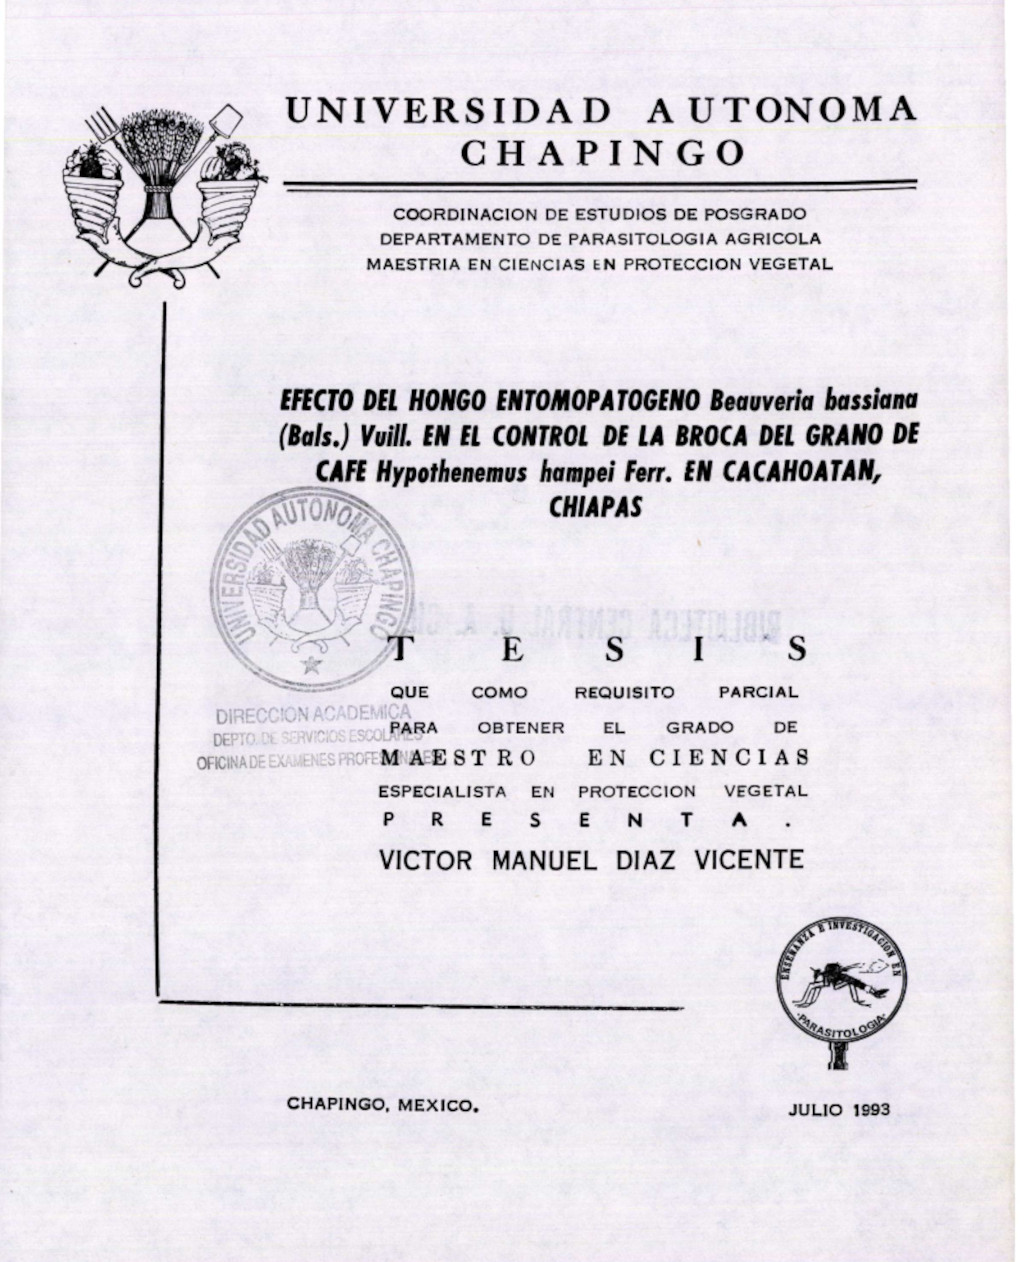 UNIVERSIDAD AUTONOMA
CHAPINGO
COORDINACION DE ESTUDIOS DE POSGRADO
DEPARTAMENTO DE PARASITOLOGIA AGRICOLA
MAESTRIA EN CIENCIAS EN PROTECCION VEGETAL
EFECTO DEL HONGO ENTOMOPATOGENO Beauveria bassiana
(Bals.) Vuill. EN EL CONTROL DE LA BROCA DEL GRANO DE
CAFE Hypothenemus hampei Ferr. EN CACAHOATAN,
CHIAPAS
UNIVERSIDAD AUTONOMA CHAPINGO
BIBLIOTECA CENTRAL U. A.
T E S I S
QUE COMO REQUISITO PARCIAL
DIRECCION ACADEMICA
PARA OBTENER EL GRADO DE
DEPTO. DE SERVICIOS ESCOLARES
MAESTRO EN CIENCIAS
OFICINA DE EXAMENES PROFESIONALES
ESPECIALISTA EN PROTECCION VEGETAL
P R E S E N T A .
VICTOR MANUEL DIAZ VICENTE
ENSEÑANZA E INVESTIGACION EN
PARASITOLOGIA
CHAPINGO, MEXICO.
JULIO 1993